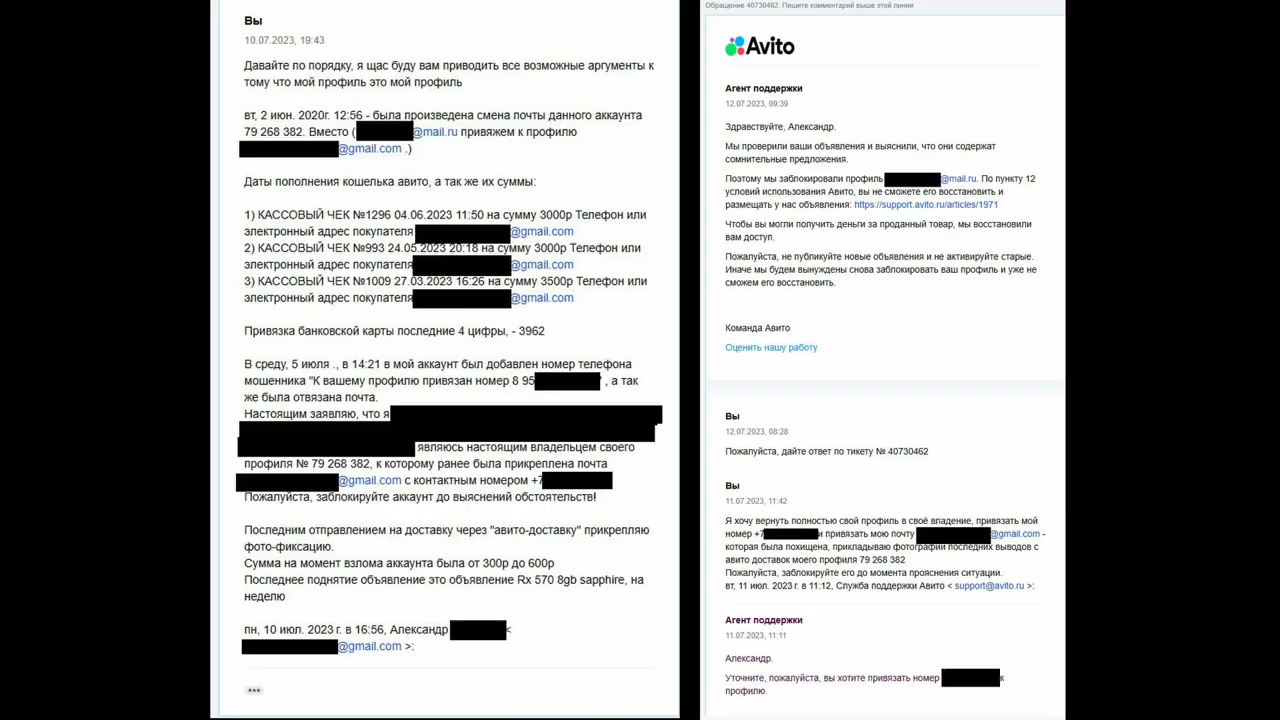 Вы
10.07.2023, 19:43
Давайте по порядку, я щас буду вам приводить все возможные аргументы к
тому что мой профиль это мой профиль
вт, 2 июн. 2020г. 12:56 - была произведена смена почты данного аккаунта
79 268 382. Вместо ( @mail.ru привяжем к профилю
@gmail.com .)
Даты пополнения кошелька авито, а так же их суммы:
1) КАССОВЫЙ ЧЕК №1296 04.06.2023 11:50 на сумму 3000р Телефон или
электронный адрес покупателя @gmail.com
2) КАССОВЫЙ ЧЕК №993 24.05.2023 20:18 на сумму 3000р Телефон или
электронный адрес покупателя @gmail.com
3) КАССОВЫЙ ЧЕК №1009 27.03.2023 16:26 на сумму 3500р Телефон или
электронный адрес покупателя @gmail.com
Привязка банковской карты последние 4 цифры, - 3962
В среду, 5 июля ., в 14:21 в мой аккаунт был добавлен номер телефона
мошенника "К вашему профилю привязан номер 8 95 " , а так
же была отвязана почта.
Настоящим заявляю, что я
являюсь настоящим владельцем своего
профиля № 79 268 382, к которому ранее была прикреплена почта
@gmail.com с контактным номером +7
Пожалуйста, заблокируйте аккаунт до выяснений обстоятельств!
Последним отправлением на доставку через "авито-доставку" прикрепляю
фото-фиксацию.
Сумма на момент взлома аккаунта была от 300р до 600р
Последнее поднятие объявление это объявление Rx 570 8gb sapphire, на
неделю
пн, 10 июл. 2023 г. в 16:56, Александр <
@gmail.com >:
Обращение 40730462. Пишите комментарий выше этой линии
Avito
Агент поддержки
12.07.2023, 09:39
Здравствуйте, Александр.
Мы проверили ваши объявления и выяснили, что они содержат
сомнительные предложения.
Поэтому мы заблокировали профиль @mail.ru. По пункту 12
условий использования Авито, вы не сможете его восстановить и
размещать у нас объявления: https://support.avito.ru/articles/1971
Чтобы вы могли получить деньги за проданный товар, мы восстановили
вам доступ.
Пожалуйста, не публикуйте новые объявления и не активируйте старые.
Иначе мы будем вынуждены снова заблокировать ваш профиль и уже не
сможем его восстановить.
Команда Авито
Оценить нашу работу
Вы
12.07.2023, 08:28
Пожалуйста, дайте ответ по тикету № 40730462
Вы
11.07.2023, 11:42
Я хочу вернуть полностью свой профиль в своё владение, привязать мой
номер +7 и привязать мою почту @gmail.com -
которая была похищена, прикладываю фотографии последних выводов с
авито доставок моего профиля 79 268 382
Пожалуйста, заблокируйте его до момента прояснения ситуации.
вт, 11 июл. 2023 г. в 11:12, Служба поддержки Авито < support@avito.ru >:
Агент поддержки
11.07.2023, 11:11
Александр.
Уточните, пожалуйста, вы хотите привязать номер к
профилю.